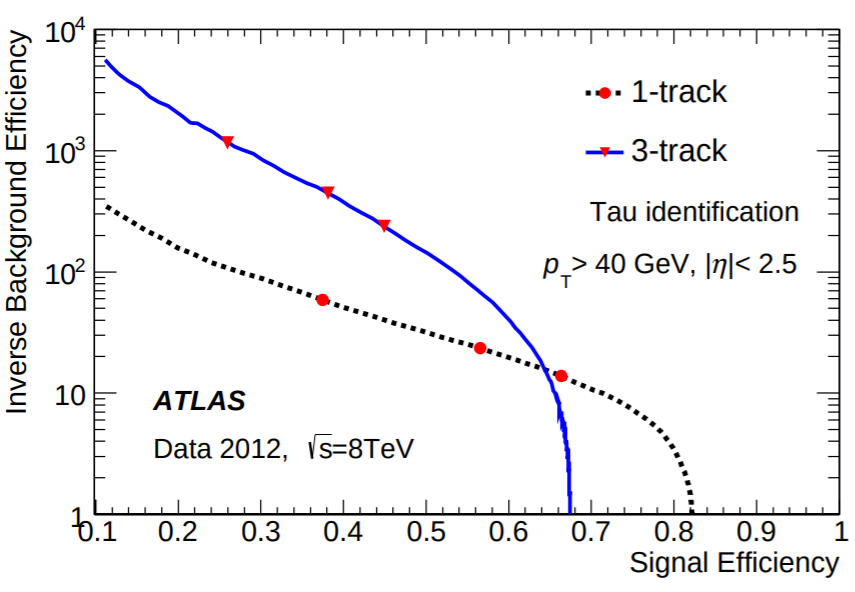 Inverse Background Efficiency
10⁴
10³
10²
10
1
1-track
3-track
Tau identification
p_T> 40 GeV, |η|< 2.5
ATLAS
Data 2012, √s=8TeV
0.1 0.2 0.3 0.4 0.5 0.6 0.7 0.8 0.9 1
Signal Efficiency